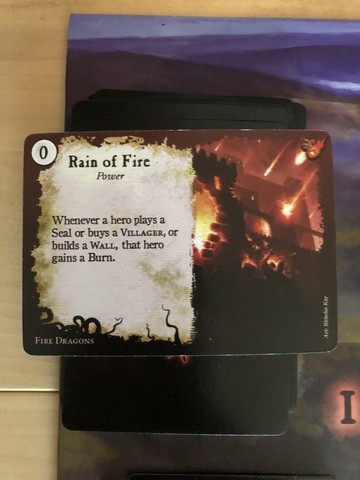 0
Rain of Fire
Power
Whenever a hero plays a
Seal or buys a VILLAGER, or
builds a WALL, that hero
gains a Burn.
FIRE DRAGONS
Art: Nicholas Kay
I